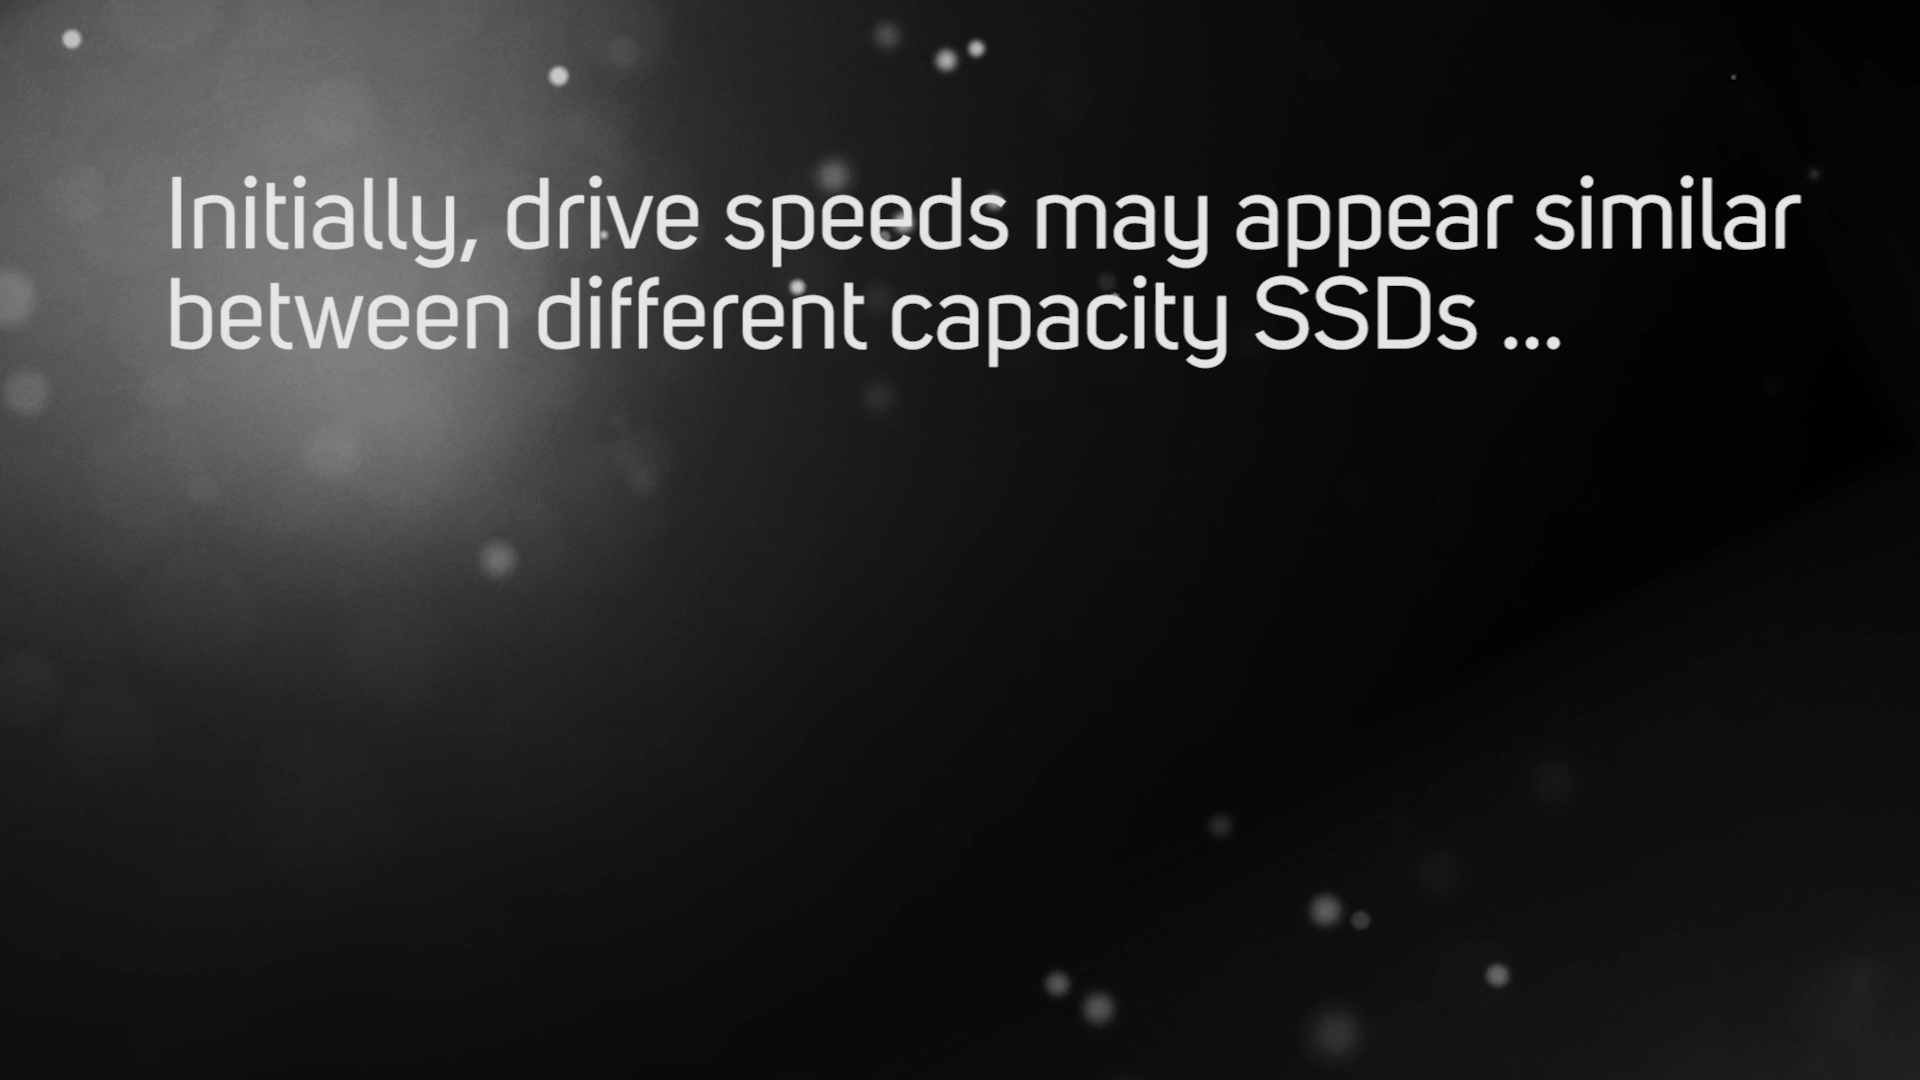 Initially, drive speeds may appear similar
between different capacity SSDs ...